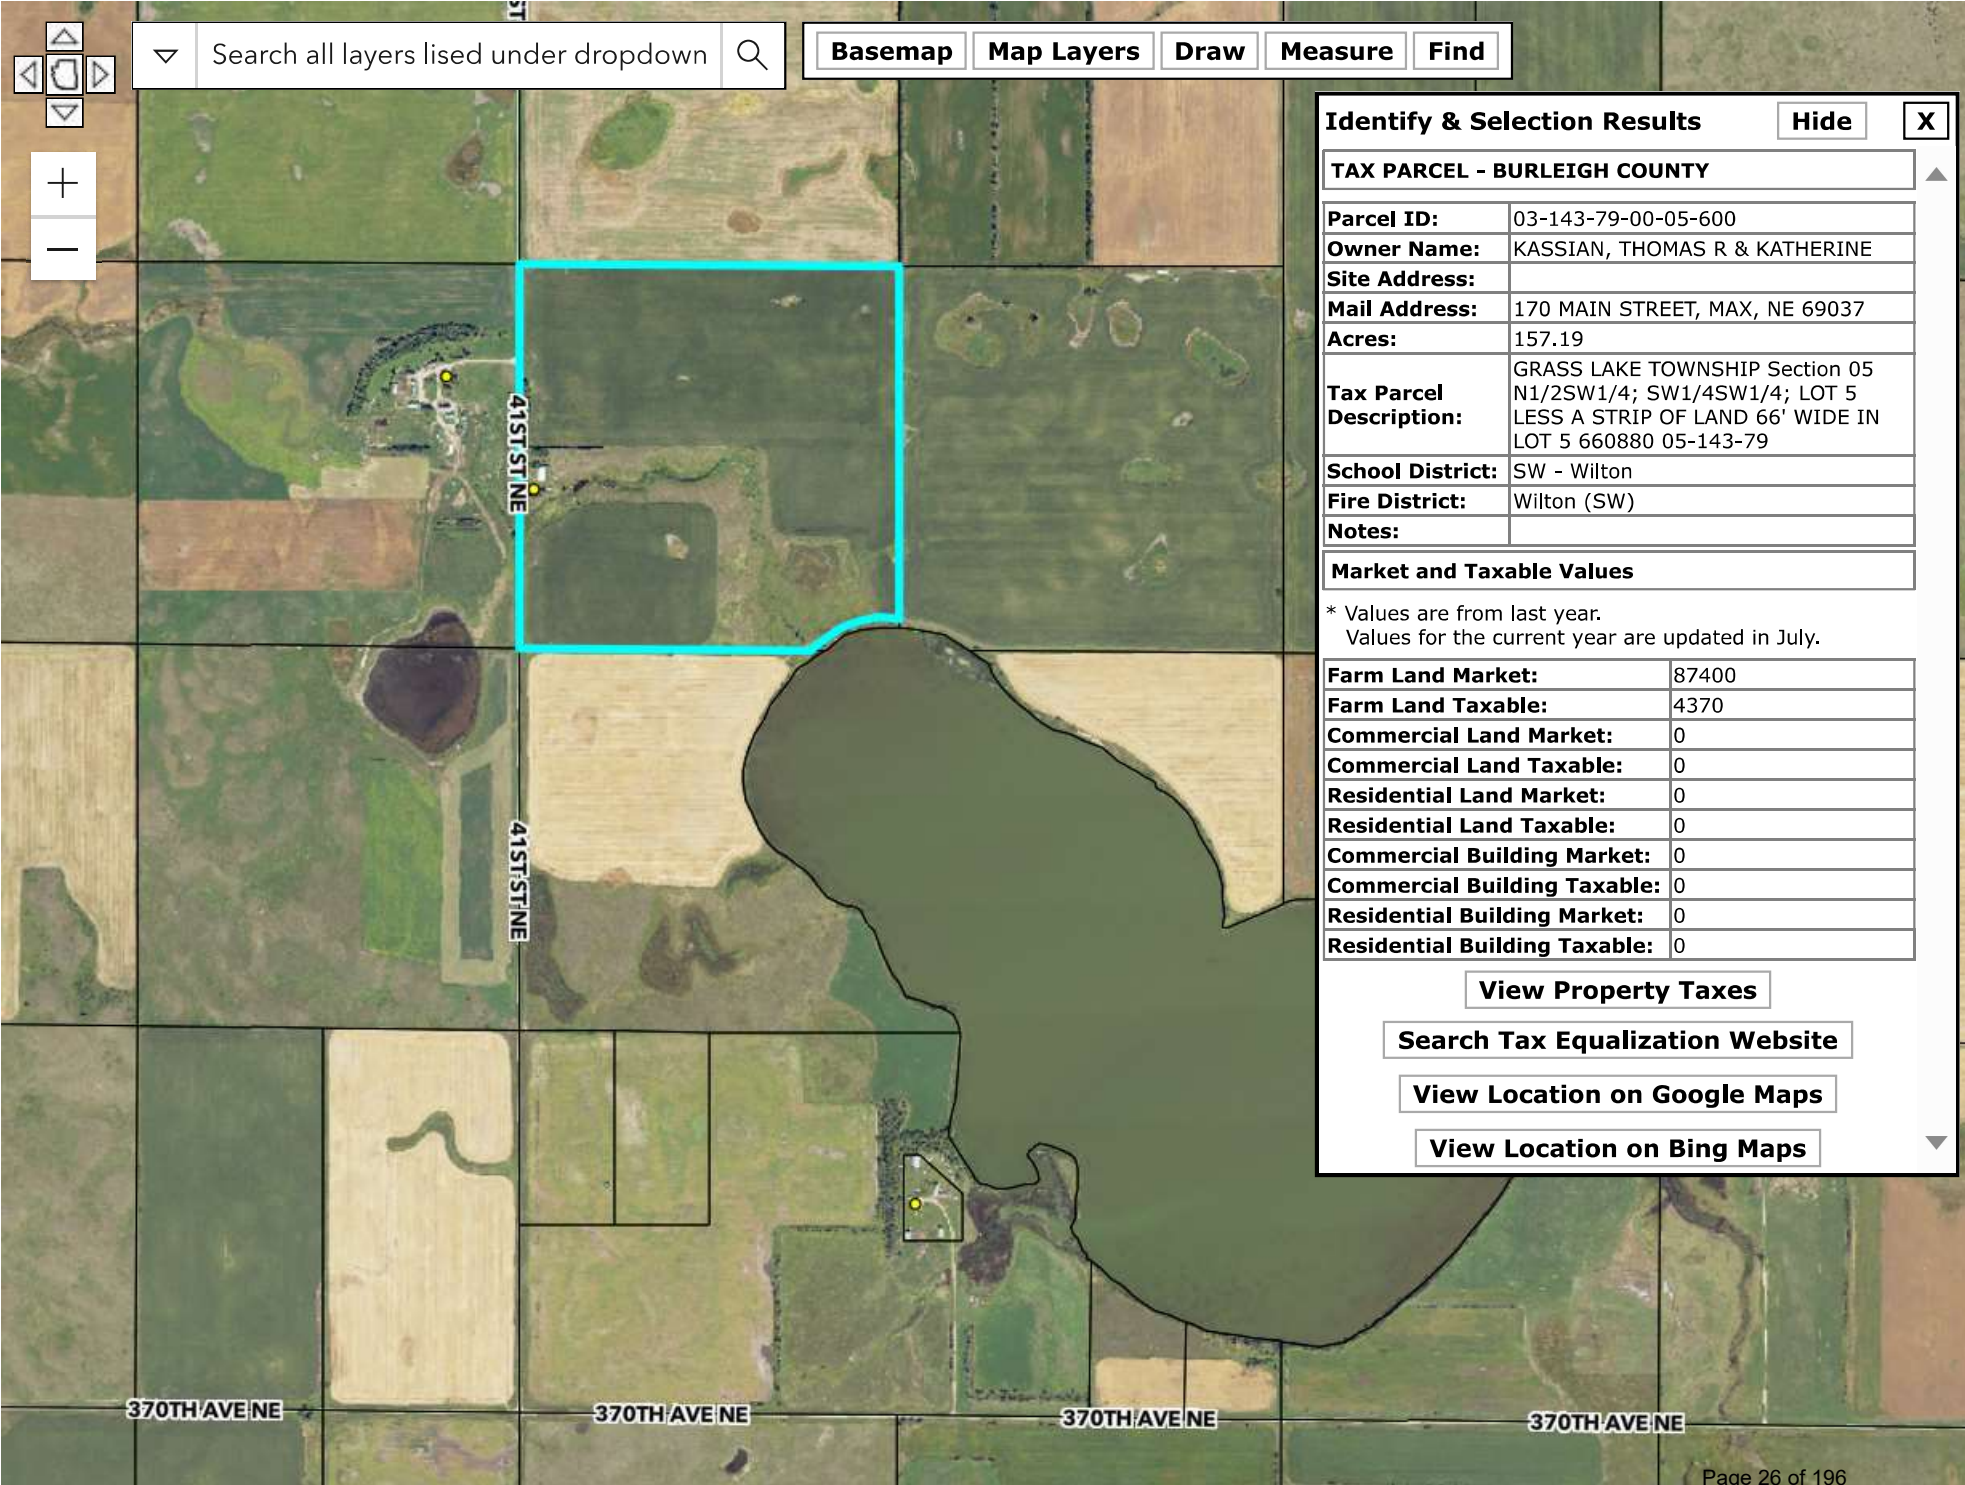 ST
Search all layers lised under dropdown
Basemap
Map Layers
Draw
Measure
Find
Identify & Selection Results
Hide
X
TAX PARCEL - BURLEIGH COUNTY
Parcel ID: 03-143-79-00-05-600
Owner Name: KASSIAN, THOMAS R & KATHERINE
Site Address:
Mail Address: 170 MAIN STREET, MAX, NE 69037
Acres: 157.19
Tax Parcel Description:
GRASS LAKE TOWNSHIP Section 05
N1/2SW1/4; SW1/4SW1/4; LOT 5
LESS A STRIP OF LAND 66' WIDE IN
LOT 5 660880 05-143-79
School District: SW - Wilton
Fire District: Wilton (SW)
Notes:
Market and Taxable Values
* Values are from last year.
Values for the current year are updated in July.
Farm Land Market: 87400
Farm Land Taxable: 4370
Commercial Land Market: 0
Commercial Land Taxable: 0
Residential Land Market: 0
Residential Land Taxable: 0
Commercial Building Market: 0
Commercial Building Taxable: 0
Residential Building Market: 0
Residential Building Taxable: 0
View Property Taxes
Search Tax Equalization Website
View Location on Google Maps
View Location on Bing Maps
41ST ST NE
41ST ST NE
370TH AVE NE
370TH AVE NE
370TH AVE NE
370TH AVE NE
Page 26 of 196